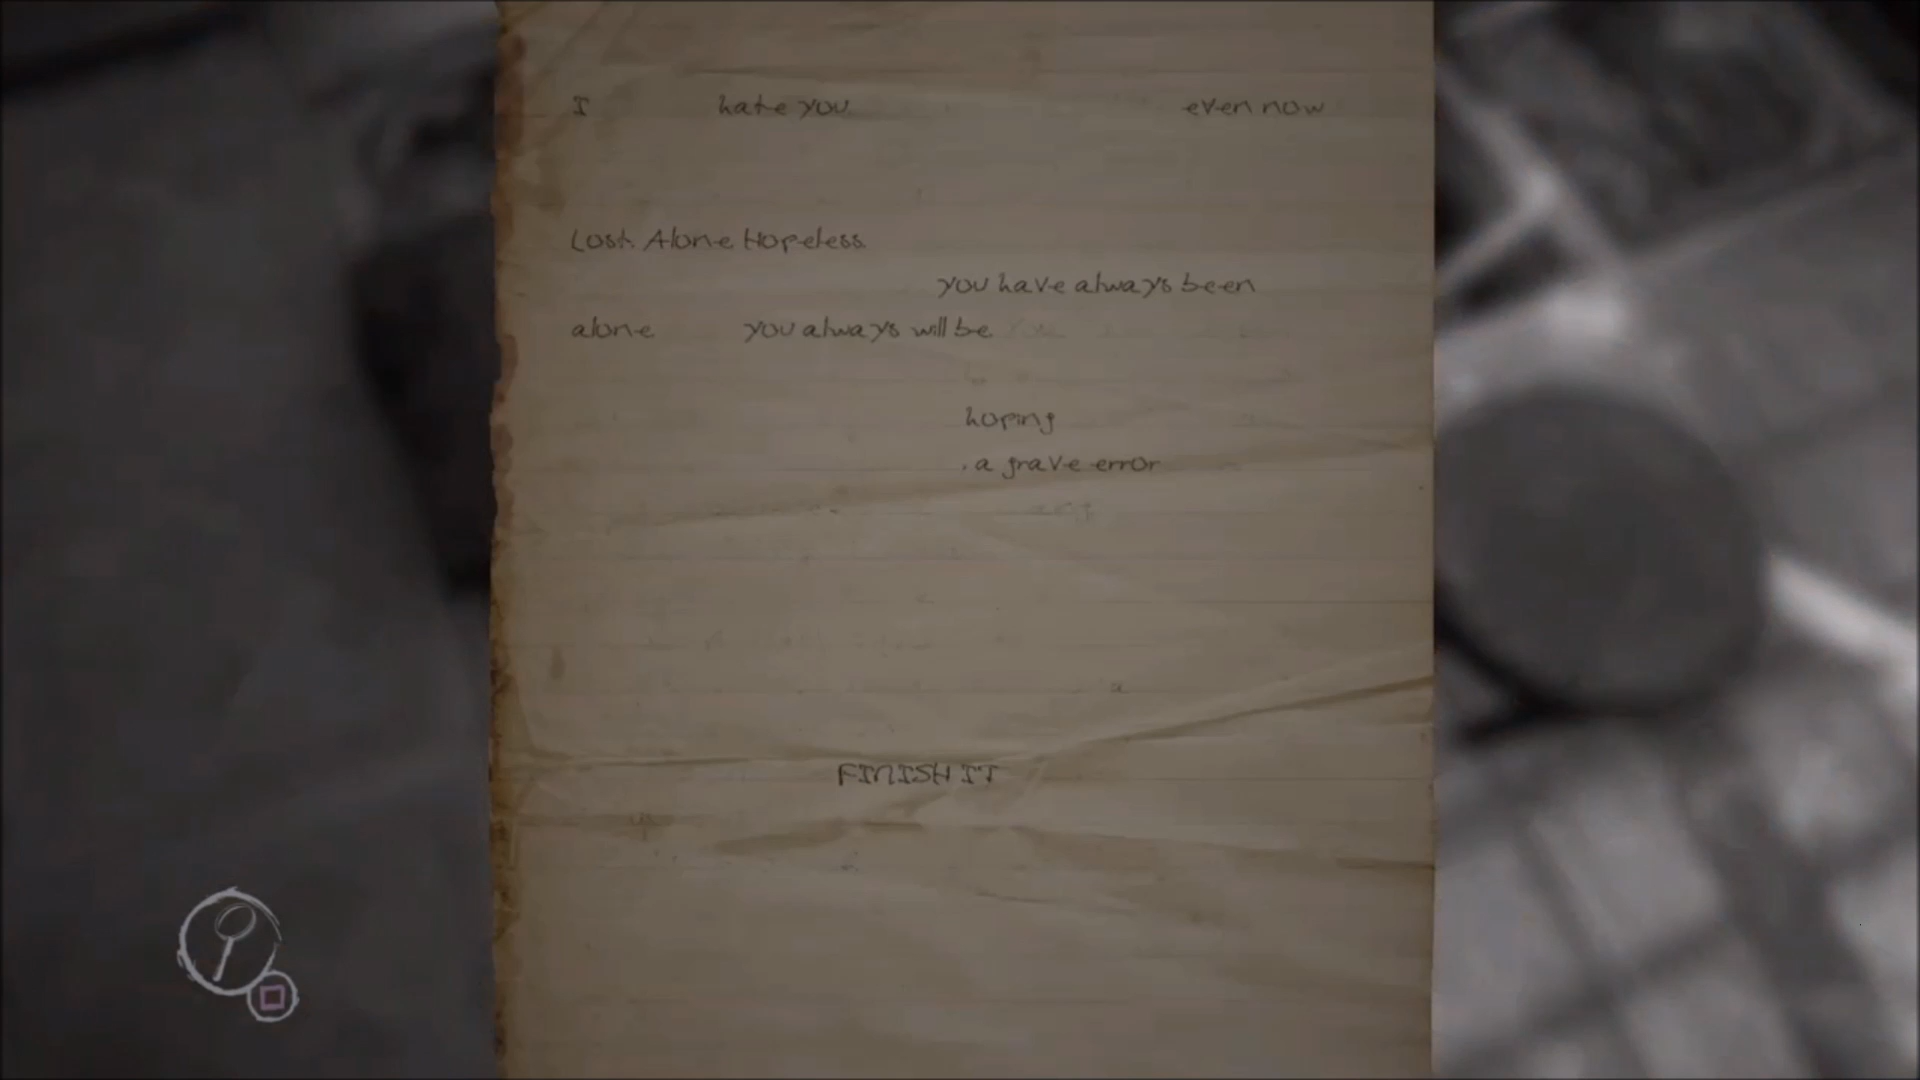 I hate you even now
Lost. Alone Hopeless.
you have always been
alone you always will be
hoping
. a grave error
FINISH IT